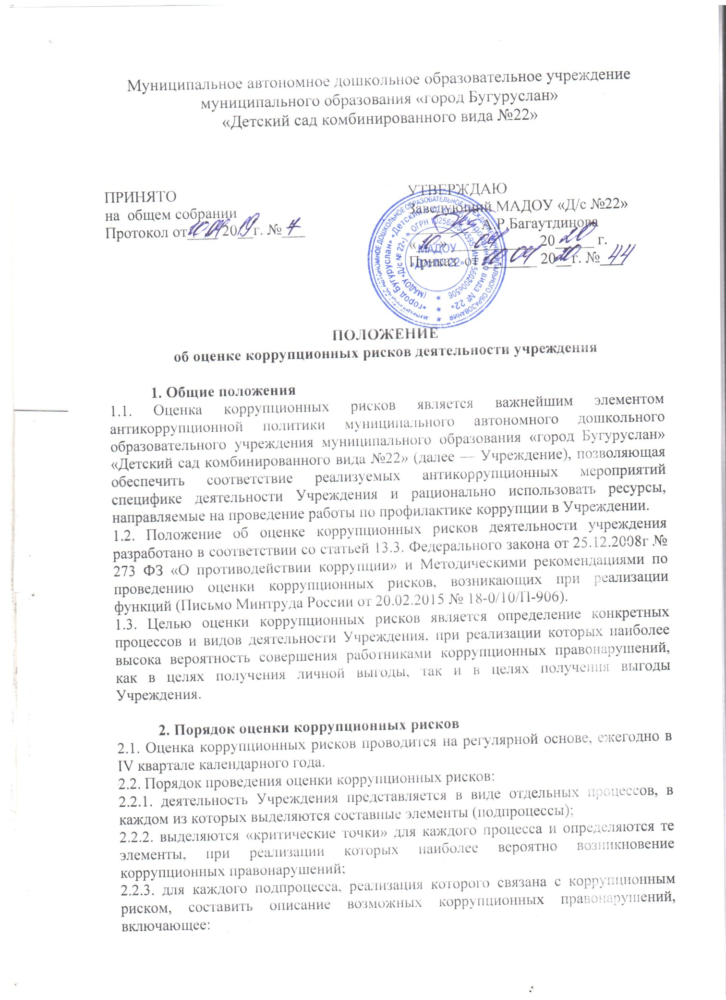 Муниципальное автономное дошкольное образовательное учреждение
муниципального образования «город Бугуруслан»
«Детский сад комбинированного вида №22»
ПРИНЯТО
на общем собрании
Протокол от 10.04 2019 г. № 7
УТВЕРЖДАЮ
Заведующий МАДОУ «Д/с №22»
А.Р.Багаутдинова
«10» 04 20 20 г.
Приказ от 10 04 2020 г. № 44
МУНИЦИПАЛЬНОЕ АВТОНОМНОЕ ДОШКОЛЬНОЕ ОБРАЗОВАТЕЛЬНОЕ УЧРЕЖДЕНИЕ МУНИЦИПАЛЬНОГО ОБРАЗОВАНИЯ
«город Бугуруслан» «Детский сад комбинированного вида № 22»
(МАДОУ «Д/с № 22») * ОГРН 1025600544595 ИНН 5602006506
МАДОУ
«Д/с № 22»
ПОЛОЖЕНИЕ
об оценке коррупционных рисков деятельности учреждения
1. Общие положения
1.1. Оценка коррупционных рисков является важнейшим элементом
антикоррупционной политики муниципального автономного дошкольного
образовательного учреждения муниципального образования «город Бугуруслан»
«Детский сад комбинированного вида №22» (далее — Учреждение), позволяющая
обеспечить соответствие реализуемых антикоррупционных мероприятий
специфике деятельности Учреждения и рационально использовать ресурсы,
направляемые на проведение работы по профилактике коррупции в Учреждении.
1.2. Положение об оценке коррупционных рисков деятельности учреждения
разработано в соответствии со статьей 13.3. Федерального закона от 25.12.2008г №
273 ФЗ «О противодействии коррупции» и Методическими рекомендациями по
проведению оценки коррупционных рисков, возникающих при реализации
функций (Письмо Минтруда России от 20.02.2015 № 18-0/10/П-906).
1.3. Целью оценки коррупционных рисков является определение конкретных
процессов и видов деятельности Учреждения, при реализации которых наиболее
высока вероятность совершения работниками коррупционных правонарушений,
как в целях получения личной выгоды, так и в целях получения выгоды
Учреждения.
2. Порядок оценки коррупционных рисков
2.1. Оценка коррупционных рисков проводится на регулярной основе, ежегодно в
IV квартале календарного года.
2.2. Порядок проведения оценки коррупционных рисков:
2.2.1. деятельность Учреждения представляется в виде отдельных процессов, в
каждом из которых выделяются составные элементы (подпроцессы);
2.2.2. выделяются «критические точки» для каждого процесса и определяются те
элементы, при реализации которых наиболее вероятно возникновение
коррупционных правонарушений;
2.2.3. для каждого подпроцесса, реализация которого связана с коррупционным
риском, составить описание возможных коррупционных правонарушений,
включающее: